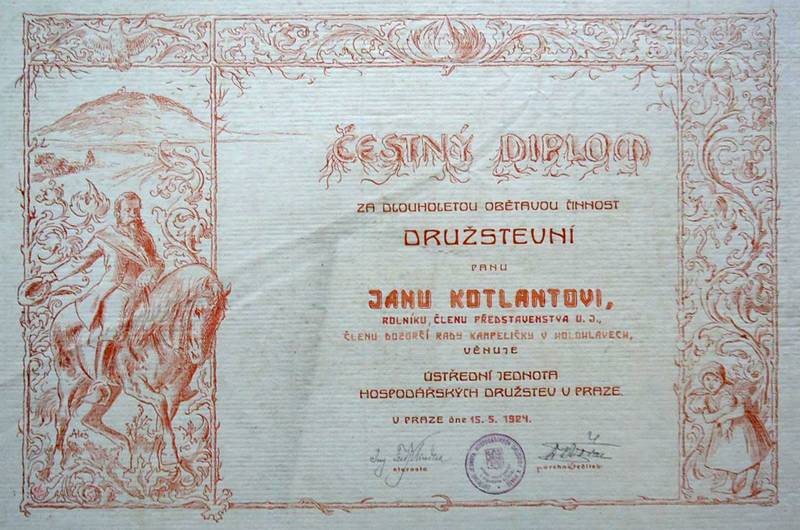 ČESTNÝ DIPLOM
ZA DLOUHOLETOU OBĚTAVOU ČINNOST
DRUŽSTEVNÍ
PANU
JANU KOTLANTOVI,
ROLNÍKU, ČLENU PŘEDSTAVENSTVA U. J.,
ČLENU DOZORČÍ RADY KAMPELIČKY V HOLOHLAVECH,
VĚNUJE
ÚSTŘEDNÍ JEDNOTA
HOSPODÁŘSKÝCH DRUŽSTEV V PRAZE.
V PRAZE dne 15. 5. 1924.
Aleš
starosta